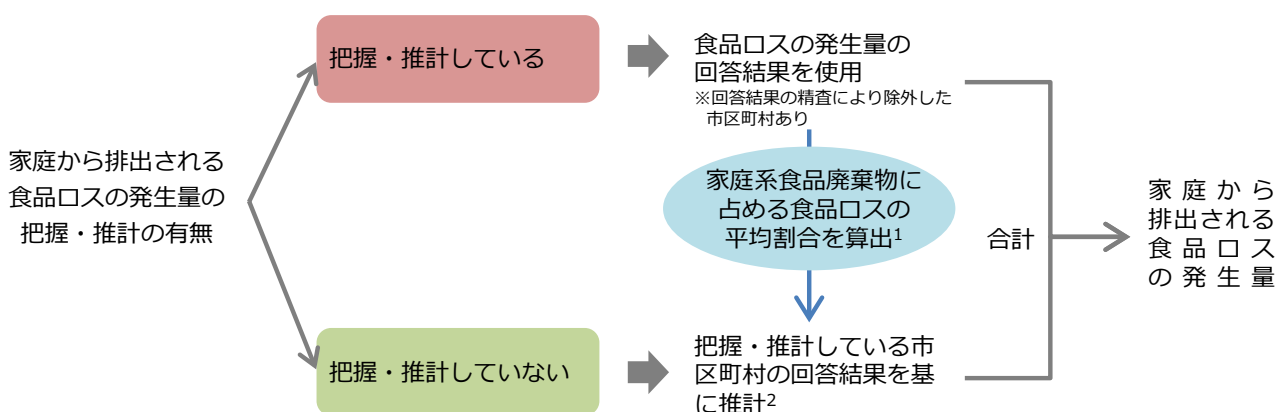 家庭から排出される
食品ロスの発生量の
把握・推計の有無
把握・推計している
食品ロスの発生量の
回答結果を使用
※回答結果の精査により除外した
市区町村あり
家庭系食品廃棄物に
占める食品ロスの
平均割合を算出1
把握・推計していない
把握・推計している市
区町村の回答結果を基
に推計2
合計
家庭から
排出される
食品ロス
の発生量